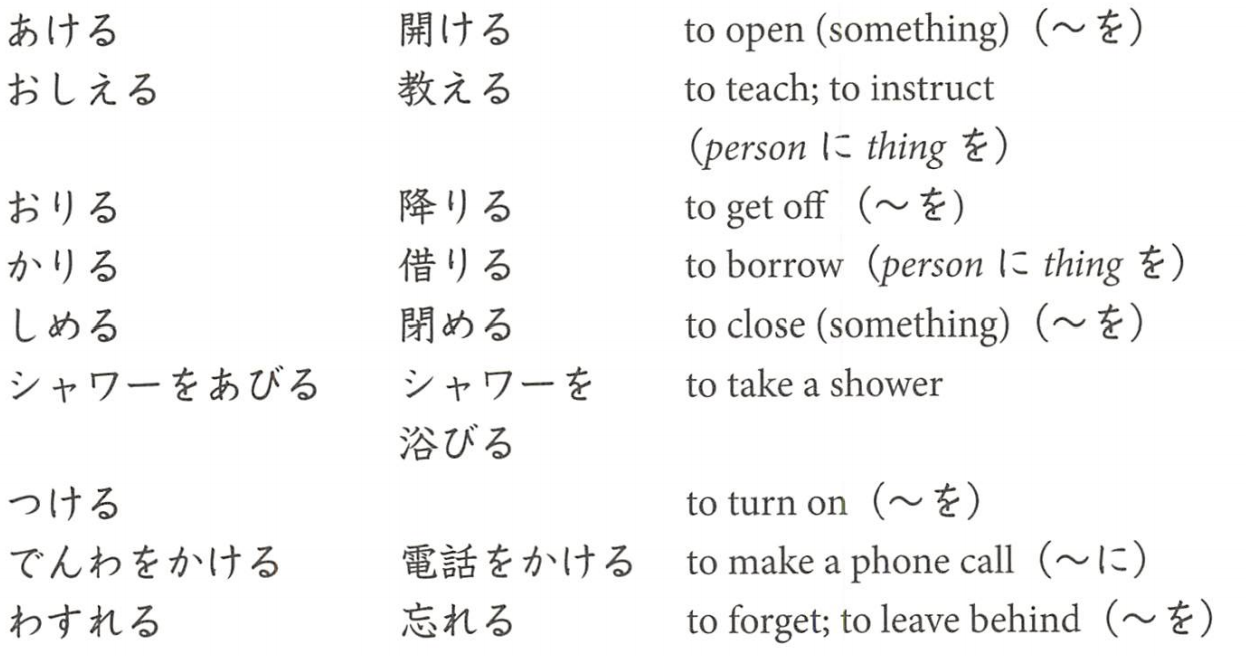 あける 開ける to open (something) (～を)
おしえる 教える to teach; to instruct
(person に thing を)
おりる 降りる to get off (～を)
かりる 借りる to borrow (person に thing を)
しめる 閉める to close (something) (～を)
シャワーをあびる シャワーを to take a shower
浴びる
つける to turn on (～を)
でんわをかける 電話をかける to make a phone call (～に)
わすれる 忘れる to forget; to leave behind (～を)